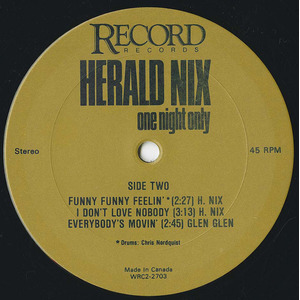 RECORD
RECORDS
HERALD NIX
one night only
Stereo
45 RPM
SIDE TWO
FUNNY FUNNY FEELIN' * (2:27) H. NIX
I DON'T LOVE NOBODY (3:13) H. NIX
EVERYBODY'S MOVIN' (2:45) GLEN GLEN
* Drums: Chris Nordquist
Made In Canada
WRC2-2703